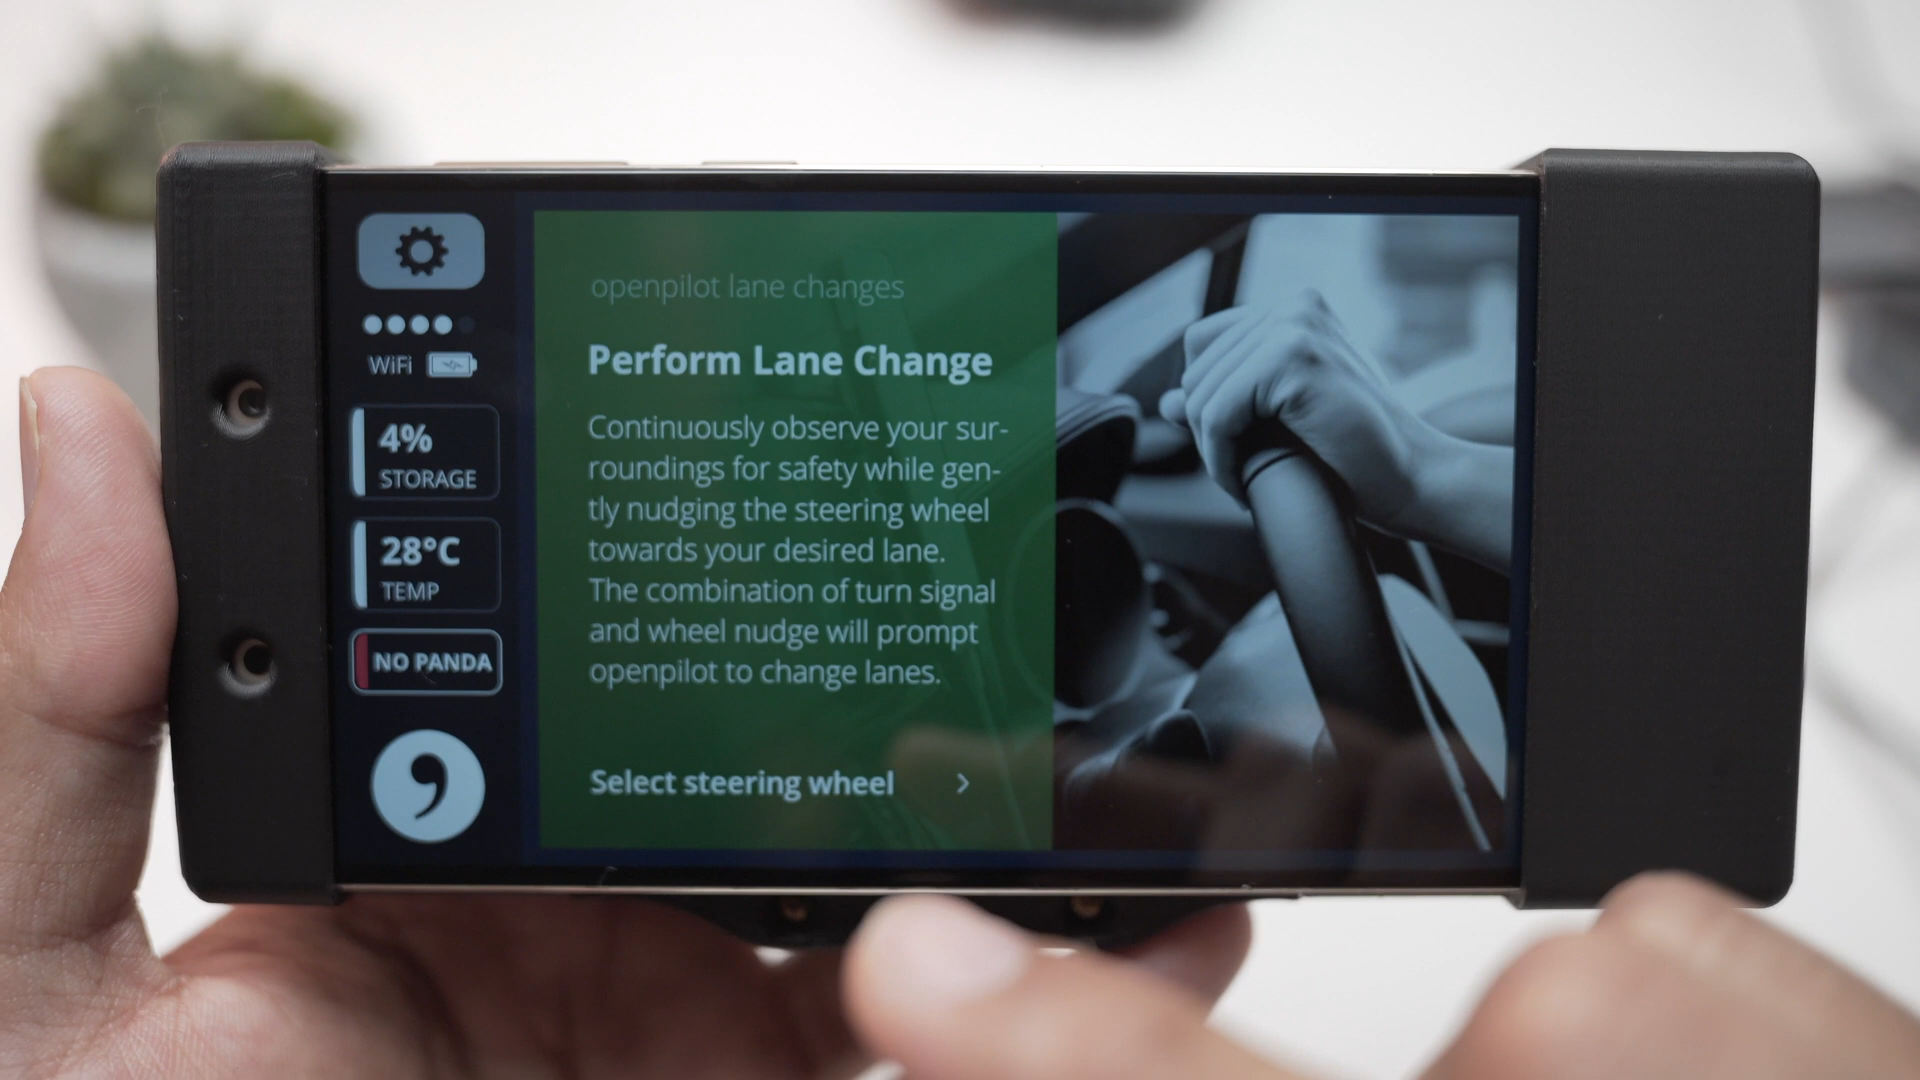 WiFi
4%
STORAGE
28°C
TEMP
NO PANDA
openpilot lane changes
Perform Lane Change
Continuously observe your sur-
roundings for safety while gen-
tly nudging the steering wheel
towards your desired lane.
The combination of turn signal
and wheel nudge will prompt
openpilot to change lanes.
Select steering wheel